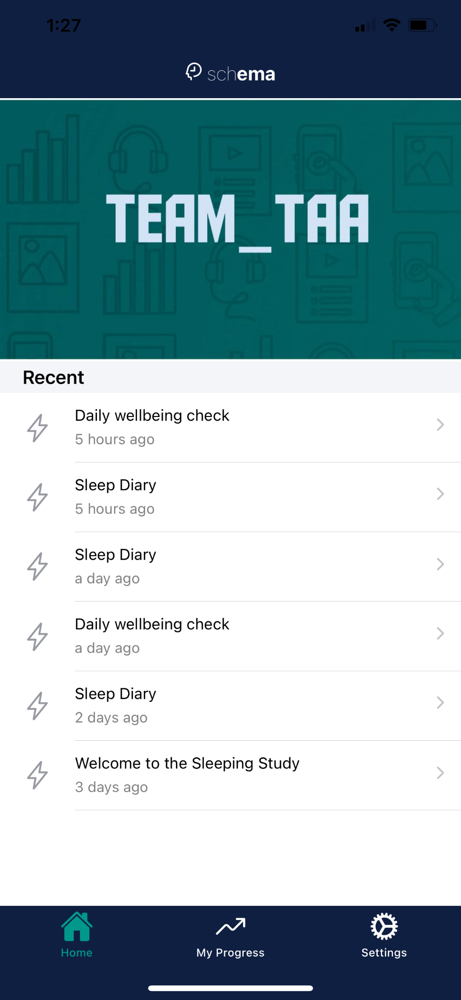 1:27
schema
TEAM_TAA
Recent
Daily wellbeing check
5 hours ago
Sleep Diary
5 hours ago
Sleep Diary
a day ago
Daily wellbeing check
a day ago
Sleep Diary
2 days ago
Welcome to the Sleeping Study
3 days ago
Home
My Progress
Settings